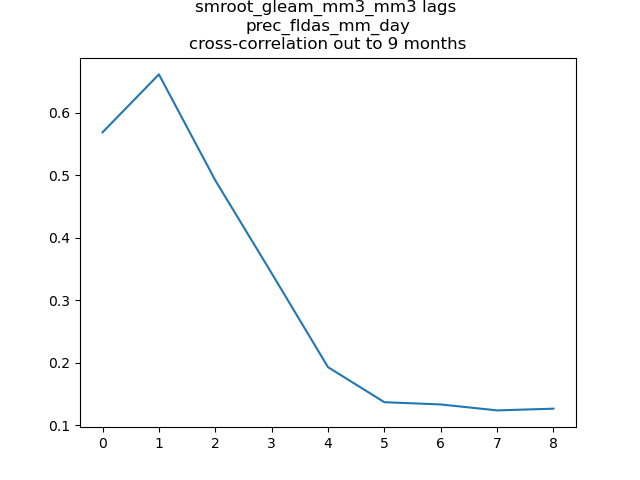 smroot_gleam_mm3_mm3 lags
prec_fldas_mm_day
cross-correlation out to 9 months
0.6
0.5
0.4
0.3
0.2
0.1
0 1 2 3 4 5 6 7 8